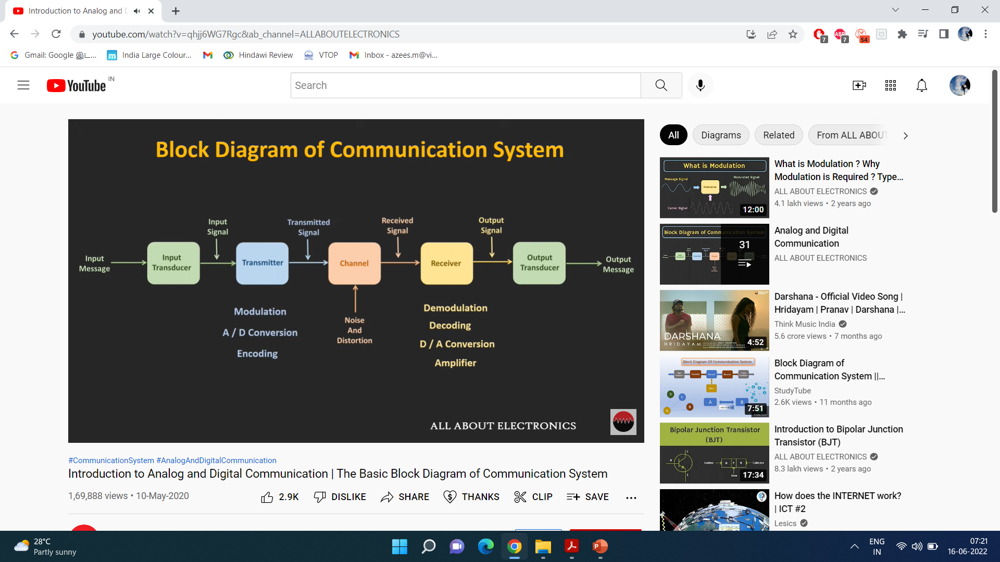 Introduction to Analog and D
youtube.com/watch?v=qhjj6WG7Rgc&ab_channel=ALLABOUTELECTRONICS
7
ABP
7
54
Gmail: Google இட...
m
India Large Colour...
Hindawi Review
VTOP
Inbox - azees.m@vi...
YouTube IN
Search
Block Diagram of Communication System
Input
Signal
Transmitted
Signal
Received
Signal
Output
Signal
Input
Message
Input
Transducer
Transmitter
Channel
Receiver
Output
Transducer
Output
Message
Modulation
A / D Conversion
Encoding
Noise
And
Distortion
Demodulation
Decoding
D / A Conversion
Amplifier
ALL ABOUT ELECTRONICS
#CommunicationSystem #AnalogAndDigitalCommunication
Introduction to Analog and Digital Communication | The Basic Block Diagram of Communication System
1,69,888 views • 10-May-2020
2.9K
DISLIKE
SHARE
THANKS
CLIP
SAVE
All
Diagrams
Related
From ALL ABOUT
What is Modulation
Message Signal
Modulation
Modulated Signal
Carrier Signal
12:00
What is Modulation ? Why
Modulation is Required ? Type...
ALL ABOUT ELECTRONICS
4.1 lakh views • 2 years ago
Block Diagram of Communication System
31
Analog and Digital
Communication
ALL ABOUT ELECTRONICS
DARSHANA
HRIDAYAM
4:52
Darshana - Official Video Song |
Hridayam | Pranav | Darshana |...
Think Music India
5.6 crore views • 7 months ago
Block Diagram Of Communication System
D
C
A
B
A
B
Information
7:51
Block Diagram of
Communication System ||...
StudyTube
2.6K views • 11 months ago
Bipolar Junction Transistor
(BJT)
C
B
E
Emitter
N
P
N
Collector
Base
17:34
Introduction to Bipolar Junction
Transistor (BJT)
ALL ABOUT ELECTRONICS
8.3 lakh views • 2 years ago
How does the INTERNET work?
| ICT #2
Lesics
28°C
Partly sunny
ENG
IN
07:21
16-06-2022